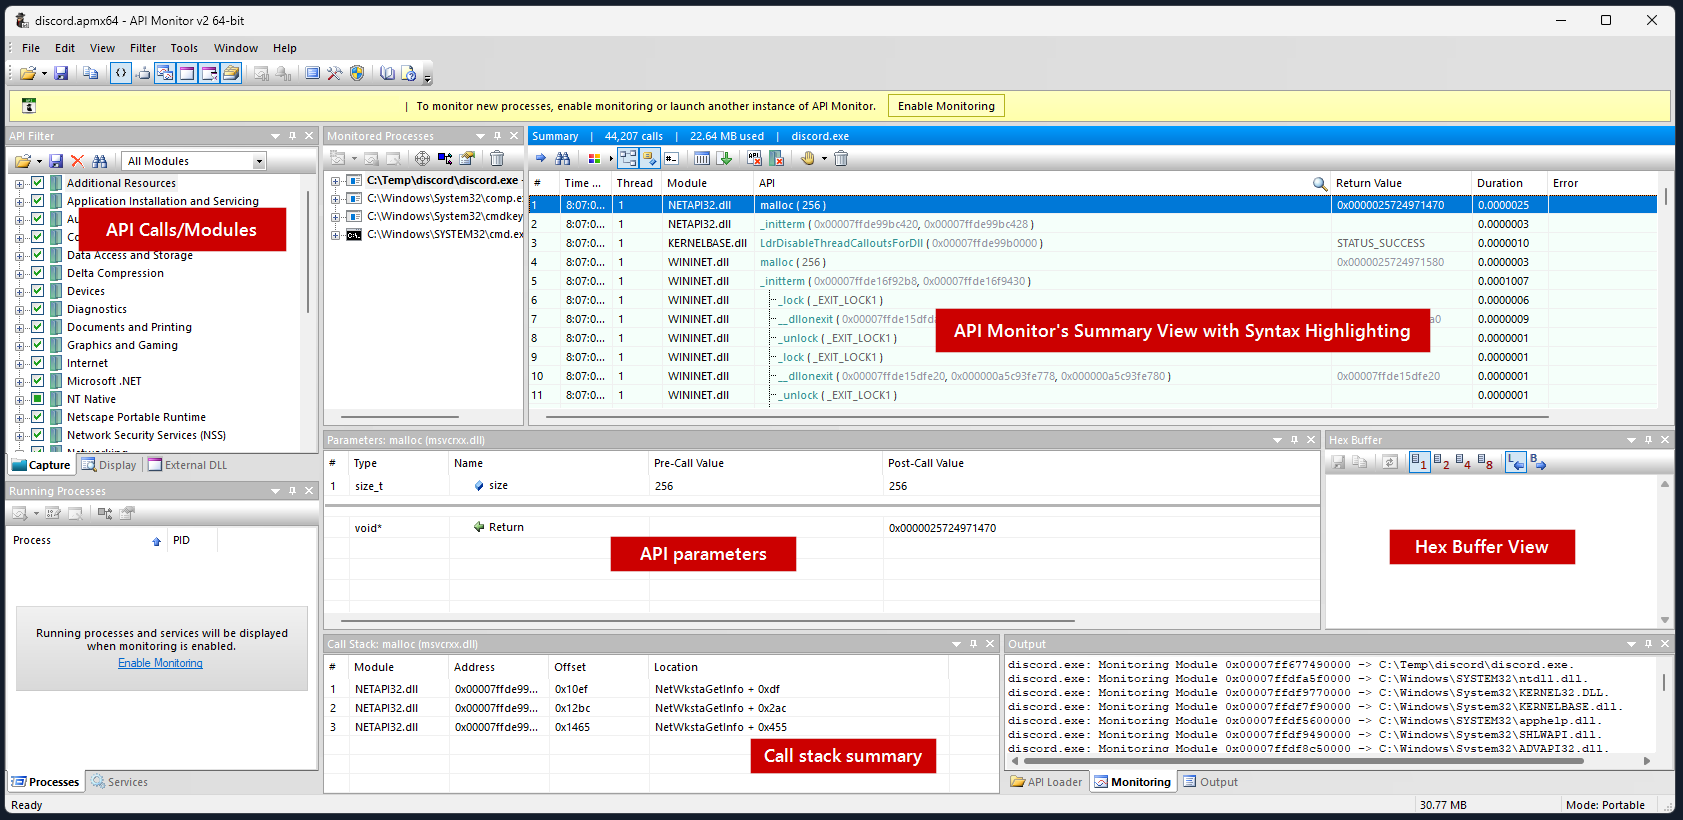 discord.apmx64 - API Monitor v2 64-bit
File Edit View Filter Tools Window Help
| To monitor new processes, enable monitoring or launch another instance of API Monitor. Enable Monitoring
API Filter
All Modules
Additional Resources
Application Installation and Servicing
API Calls/Modules
Data Access and Storage
Delta Compression
Devices
Diagnostics
Documents and Printing
Graphics and Gaming
Internet
Microsoft .NET
NT Native
Netscape Portable Runtime
Network Security Services (NSS)
Capture Display External DLL
Monitored Processes
C:\Temp\discord\discord.exe
C:\Windows\System32\comp.e
C:\Windows\System32\cmdkey
C:\Windows\SYSTEM32\cmd.ex
Summary | 44,207 calls | 22.64 MB used | discord.exe
# Time ... Thread Module API Return Value Duration Error
1 8:07:0... 1 NETAPI32.dll malloc ( 256 ) 0x0000025724971470 0.0000025
2 8:07:0... 1 NETAPI32.dll _initterm ( 0x00007ffde99bc420, 0x00007ffde99bc428 ) 0.0000003
3 8:07:0... 1 KERNELBASE.dll LdrDisableThreadCalloutsForDll ( 0x00007ffde99b0000 ) STATUS_SUCCESS 0.0000010
4 8:07:0... 1 WININET.dll malloc ( 256 ) 0x0000025724971580 0.0000003
5 8:07:0... 1 WININET.dll _initterm ( 0x00007ffde16f92b8, 0x00007ffde16f9430 ) 0.0001007
6 8:07:0... 1 WININET.dll _lock ( _EXIT_LOCK1 ) 0.0000006
7 8:07:0... 1 WININET.dll __dllonexit ( 0x00007ffde15dfd a0 0.0000009
API Monitor's Summary View with Syntax Highlighting
8 8:07:0... 1 WININET.dll _unlock ( _EXIT_LOCK1 ) 0.0000001
9 8:07:0... 1 WININET.dll _lock ( _EXIT_LOCK1 ) 0.0000001
10 8:07:0... 1 WININET.dll __dllonexit ( 0x00007ffde15dfe20, 0x000000a5c93fe778, 0x000000a5c93fe780 ) 0x00007ffde15dfe20 0.0000001
11 8:07:0... 1 WININET.dll _unlock ( _EXIT_LOCK1 ) 0.0000001
Parameters: malloc (msvcrxx.dll)
# Type Name Pre-Call Value Post-Call Value
1 size_t size 256 256
void* Return 0x0000025724971470
API parameters
Hex Buffer
1 2 4 8 L B
Hex Buffer View
Running Processes
Process PID
Running processes and services will be displayed
when monitoring is enabled.
Enable Monitoring
Processes Services
Call Stack: malloc (msvcrxx.dll)
# Module Address Offset Location
1 NETAPI32.dll 0x00007ffde99... 0x10ef NetWkstaGetInfo + 0xdf
2 NETAPI32.dll 0x00007ffde99... 0x12bc NetWkstaGetInfo + 0x2ac
3 NETAPI32.dll 0x00007ffde99... 0x1465 NetWkstaGetInfo + 0x455
Call stack summary
Output
discord.exe: Monitoring Module 0x00007ff677490000 -> C:\Temp\discord\discord.exe.
discord.exe: Monitoring Module 0x00007ffdfa5f0000 -> C:\Windows\SYSTEM32\ntdll.dll.
discord.exe: Monitoring Module 0x00007ffdf9770000 -> C:\Windows\System32\KERNEL32.DLL.
discord.exe: Monitoring Module 0x00007ffdf7f90000 -> C:\Windows\System32\KERNELBASE.dll.
discord.exe: Monitoring Module 0x00007ffdf5600000 -> C:\Windows\SYSTEM32\apphelp.dll.
discord.exe: Monitoring Module 0x00007ffdf9490000 -> C:\Windows\System32\SHLWAPI.dll.
discord.exe: Monitoring Module 0x00007ffdf8c50000 -> C:\Windows\System32\ADVAPI32.dll.
API Loader Monitoring Output
Ready 30.77 MB Mode: Portable